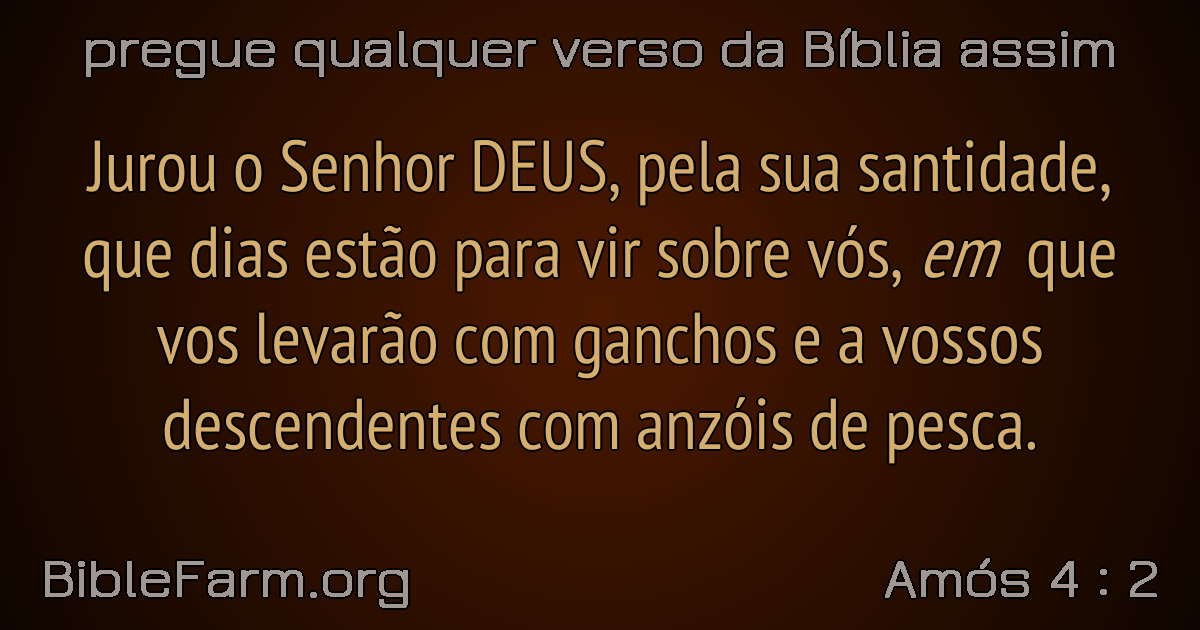 pregue qualquer verso da Bíblia assim
Jurou o Senhor DEUS, pela sua santidade,
que dias estão para vir sobre vós, em que
vos levarão com ganchos e a vossos
descendentes com anzóis de pesca.
BibleFarm.org
Amós 4 : 2